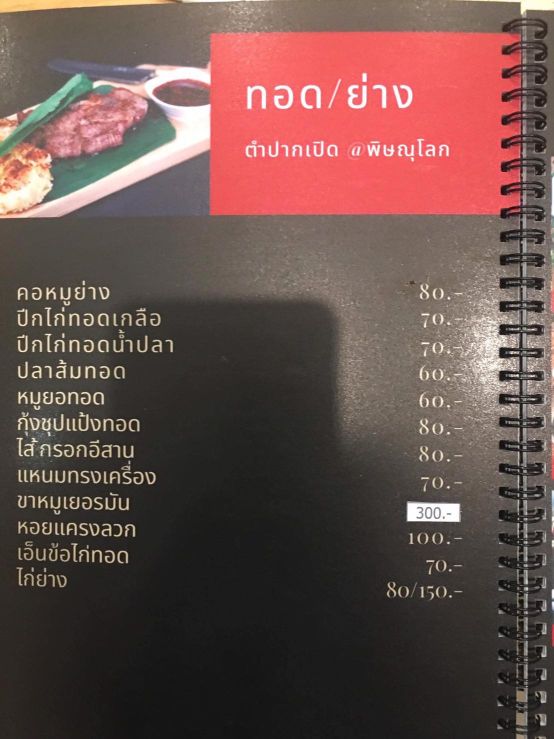 ทอด/ย่าง
ตำปากเปิด @พิษณุโลก
คอหมูย่าง 80.-
ปีกไก่ทอดเกลือ 70.-
ปีกไก่ทอดน้ำปลา 70.-
ปลาส้มทอด 60.-
หมูยอทอด 60.-
กุ้งชุปแป้งทอด 80.-
ไส้กรอกอีสาน 80.-
แหนมทรงเครื่อง 70.-
ขาหมูเยอรมัน 300.-
หอยแครงลวก 100.-
เอ็นข้อไก่ทอด 70.-
ไก่ย่าง 80/150.-